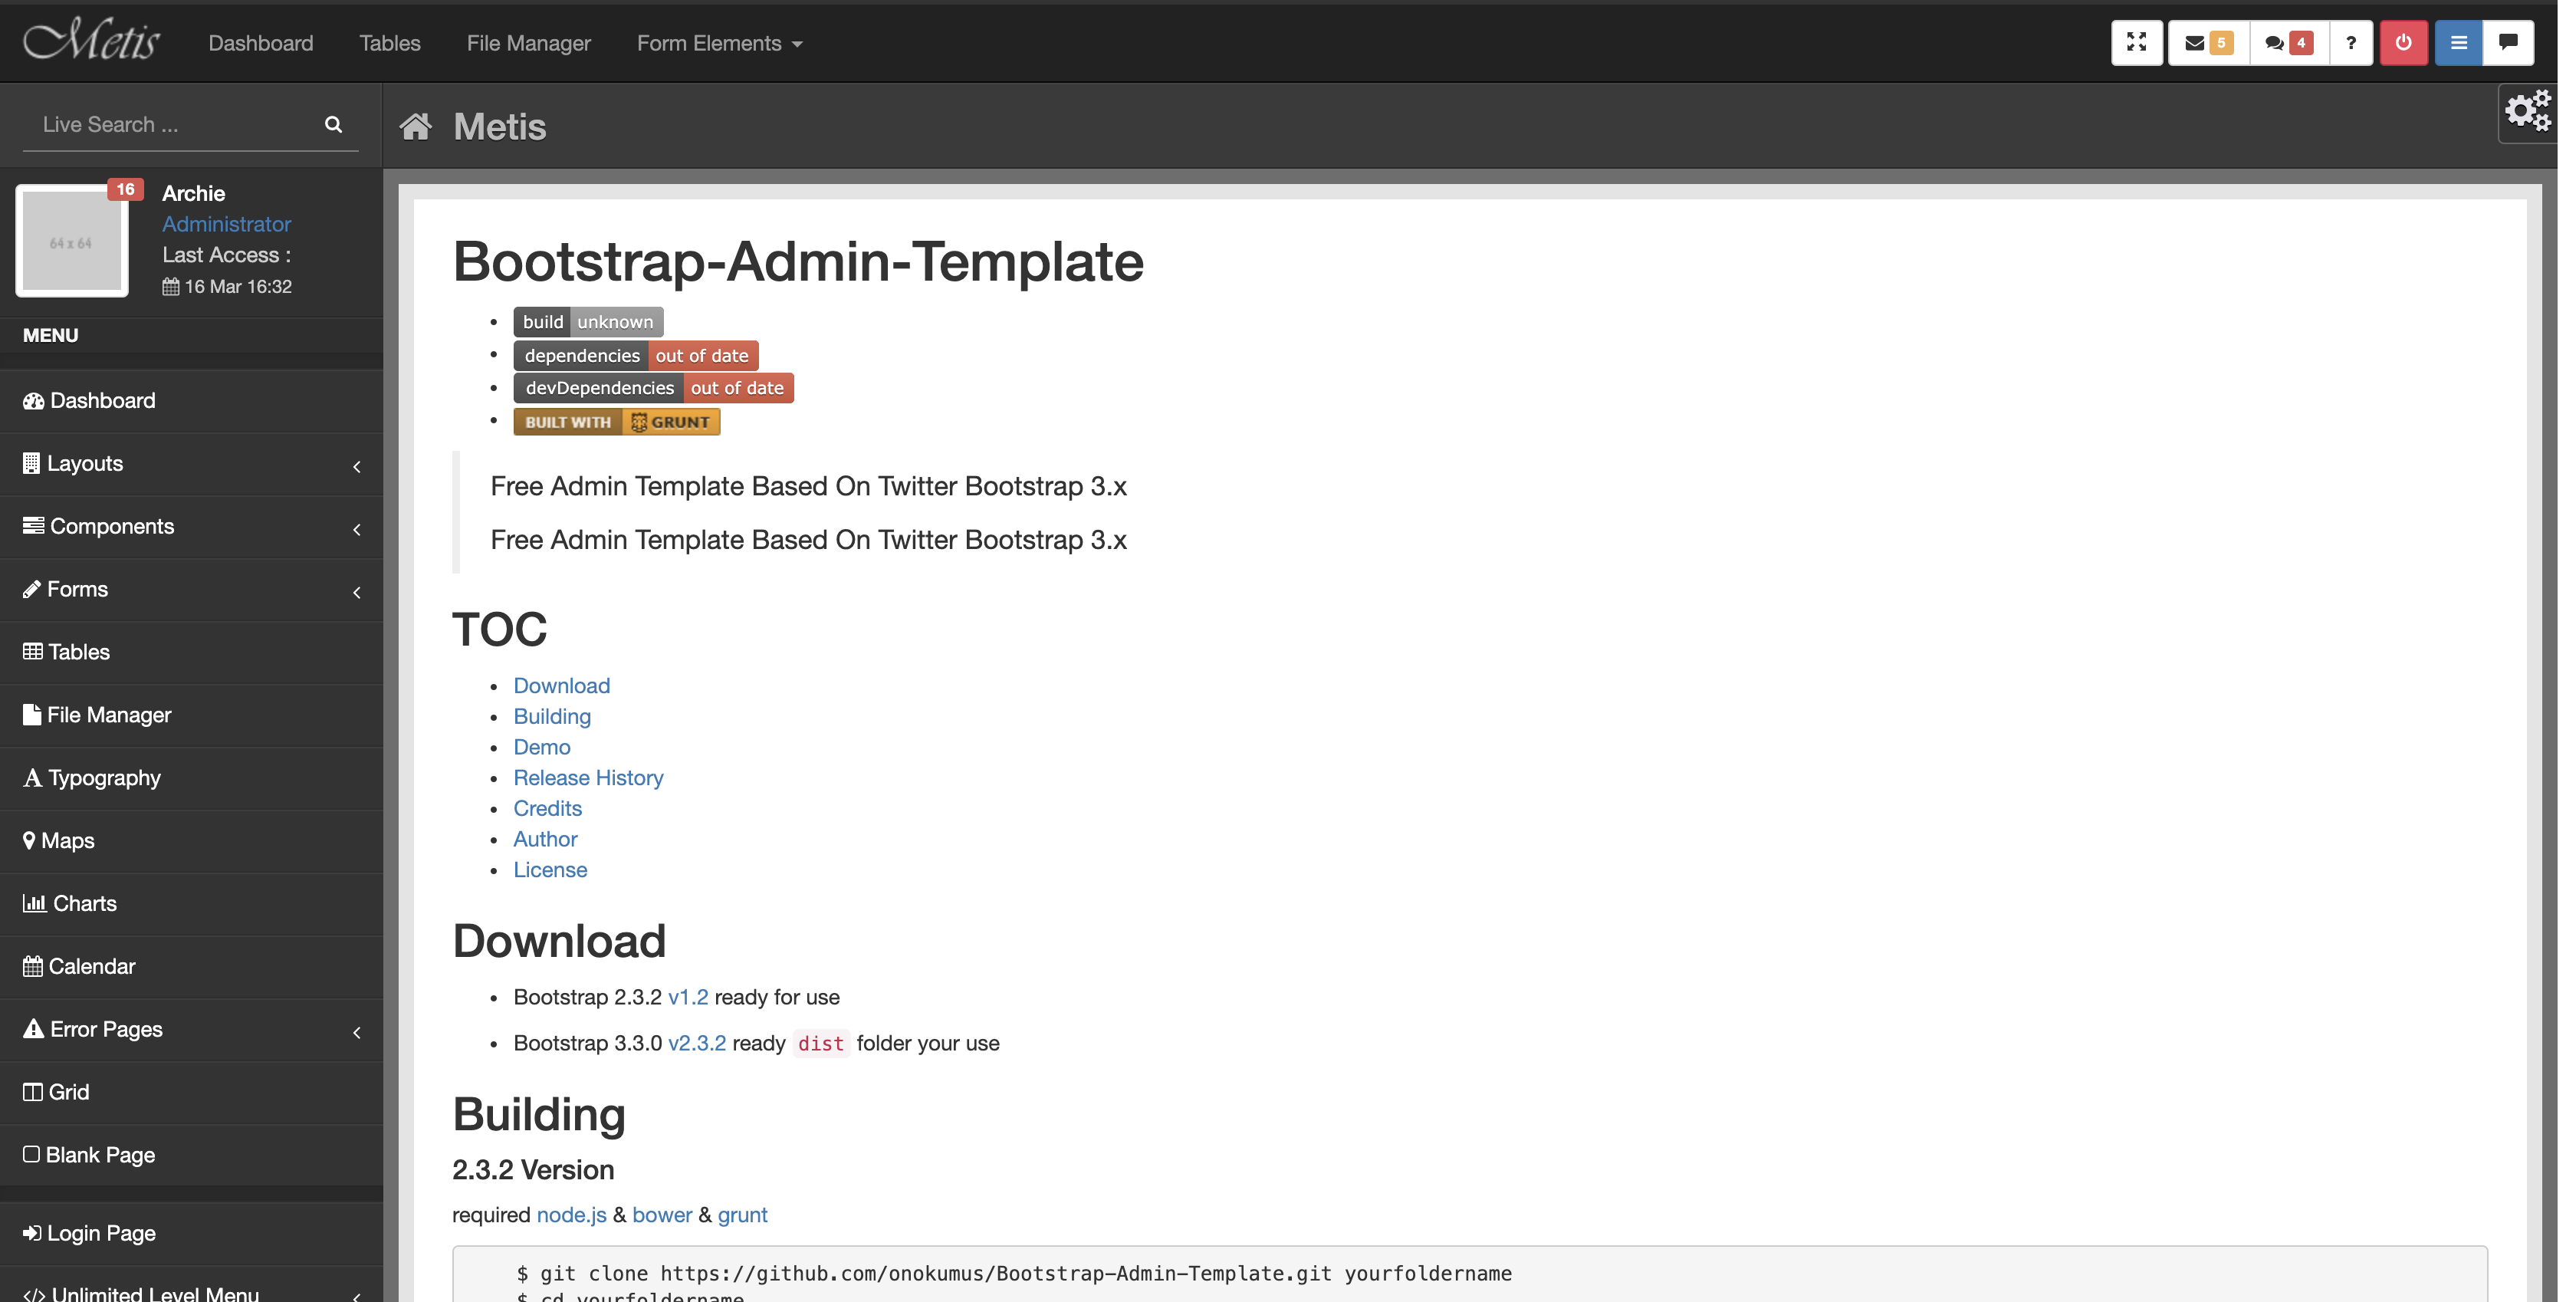 Metis Dashboard Tables File Manager Form Elements 5 4 ?
Live Search ...
Metis
16
64 x 64
Archie
Administrator
Last Access :
16 Mar 16:32
MENU
Dashboard
Layouts
Components
Forms
Tables
File Manager
Typography
Maps
Charts
Calendar
Error Pages
Grid
Blank Page
Login Page
Unlimited Level Menu
Bootstrap-Admin-Template
build unknown
dependencies out of date
devDependencies out of date
BUILT WITH GRUNT
Free Admin Template Based On Twitter Bootstrap 3.x
Free Admin Template Based On Twitter Bootstrap 3.x
TOC
Download
Building
Demo
Release History
Credits
Author
License
Download
Bootstrap 2.3.2 v1.2 ready for use
Bootstrap 3.3.0 v2.3.2 ready dist folder your use
Building
2.3.2 Version
required node.js & bower & grunt
$ git clone https://github.com/onokumus/Bootstrap-Admin-Template.git yourfoldername
$ cd yourfoldername